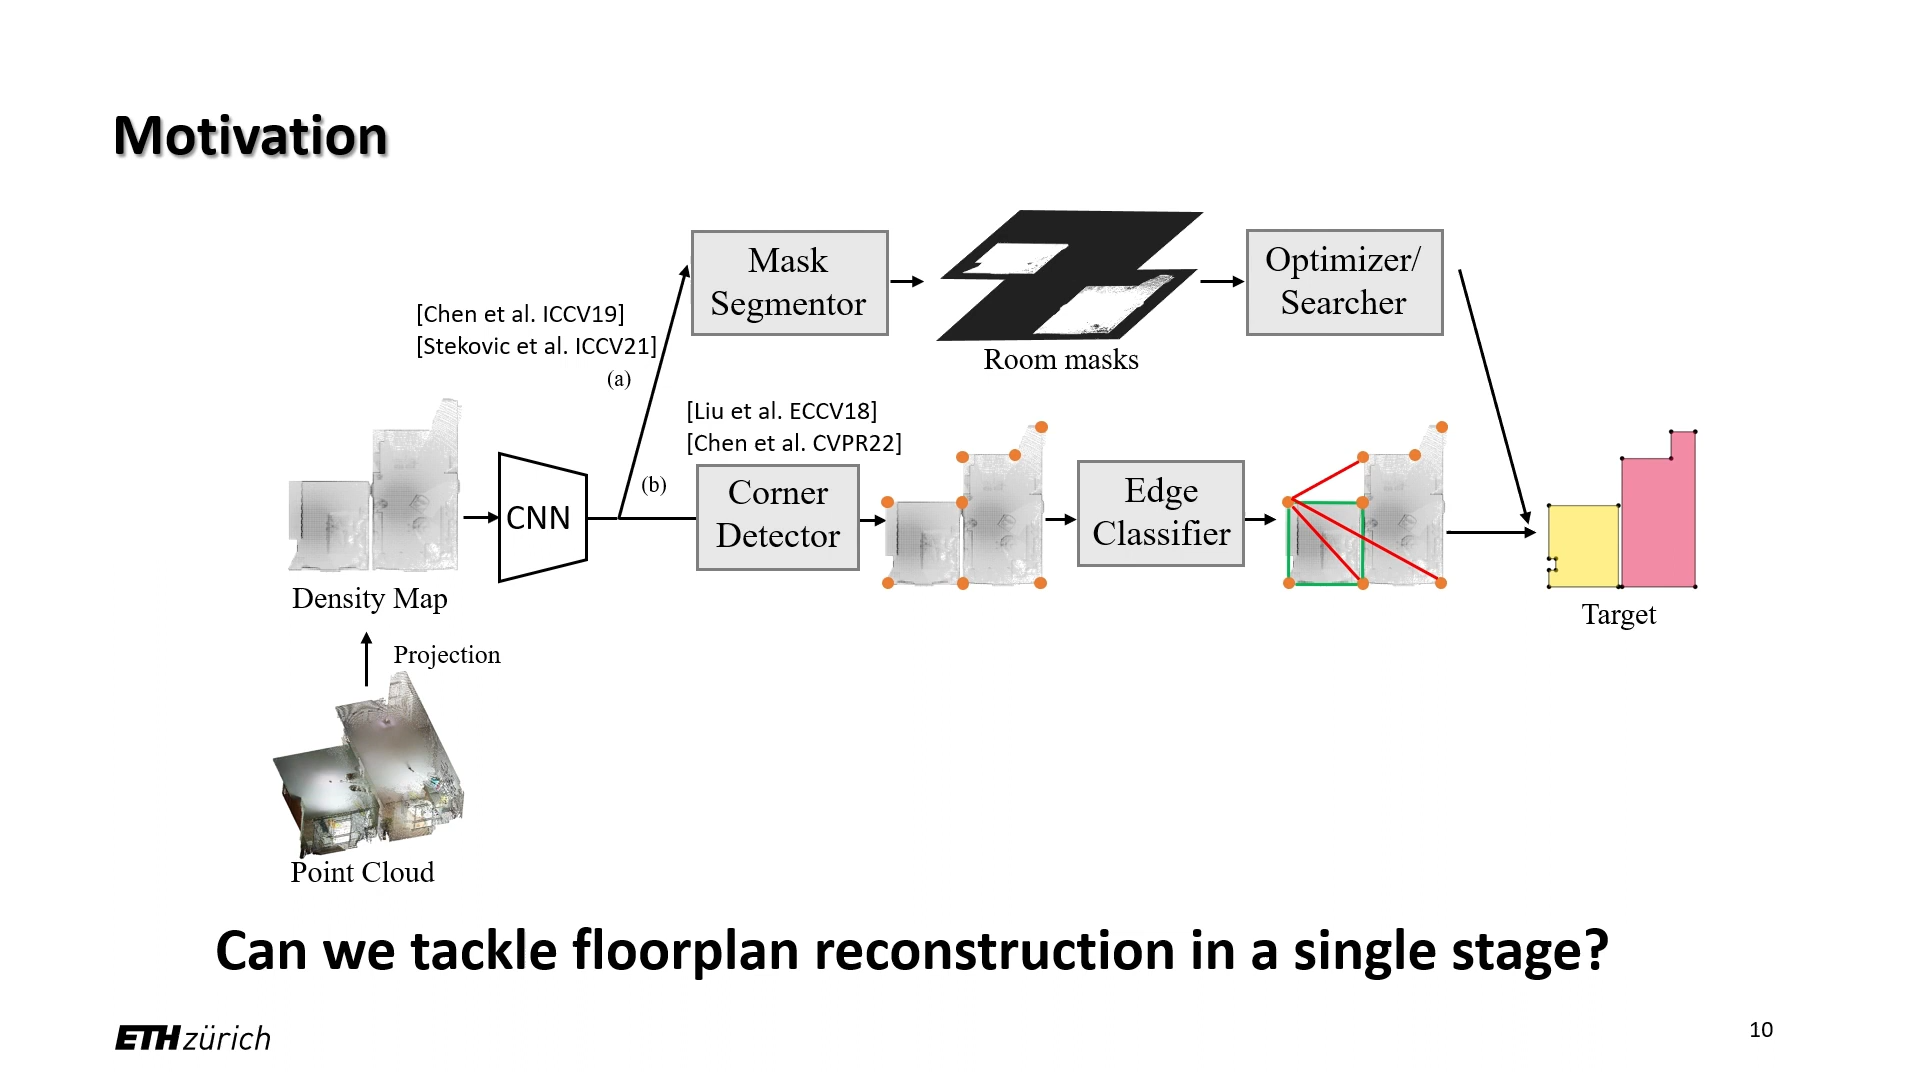 Motivation
[Chen et al. ICCV19]
[Stekovic et al. ICCV21]
(a)
Mask
Segmentor
Room masks
Optimizer/
Searcher
[Liu et al. ECCV18]
[Chen et al. CVPR22]
(b)
CNN
Corner
Detector
Edge
Classifier
Density Map
Target
Projection
Point Cloud
Can we tackle floorplan reconstruction in a single stage?
ETH zürich
10